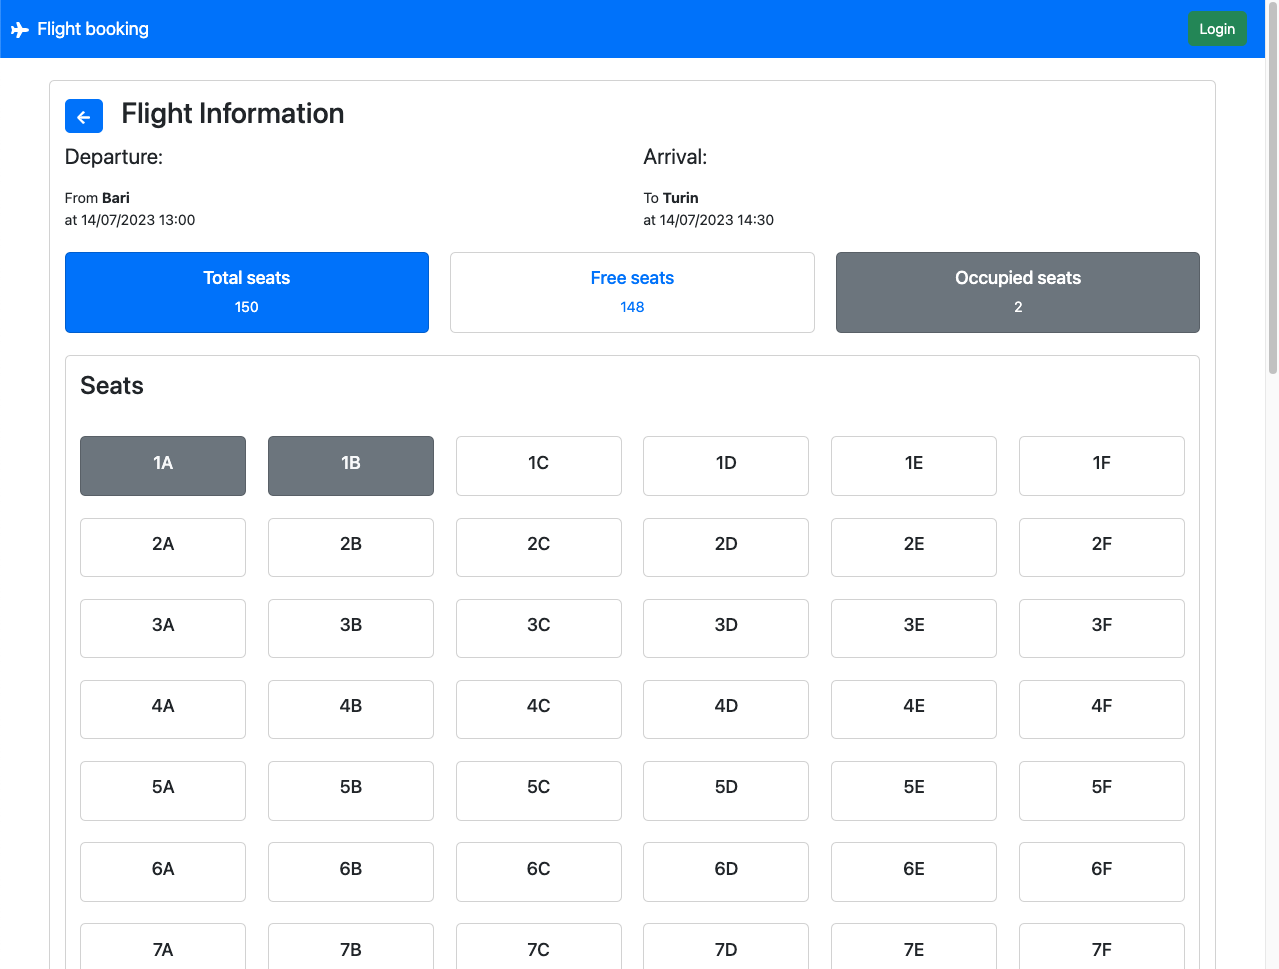 Flight booking
Login
Flight Information
Departure:
Arrival:
From Bari
at 14/07/2023 13:00
To Turin
at 14/07/2023 14:30
Total seats
150
Free seats
148
Occupied seats
2
Seats
1A 1B 1C 1D 1E 1F
2A 2B 2C 2D 2E 2F
3A 3B 3C 3D 3E 3F
4A 4B 4C 4D 4E 4F
5A 5B 5C 5D 5E 5F
6A 6B 6C 6D 6E 6F
7A 7B 7C 7D 7E 7F